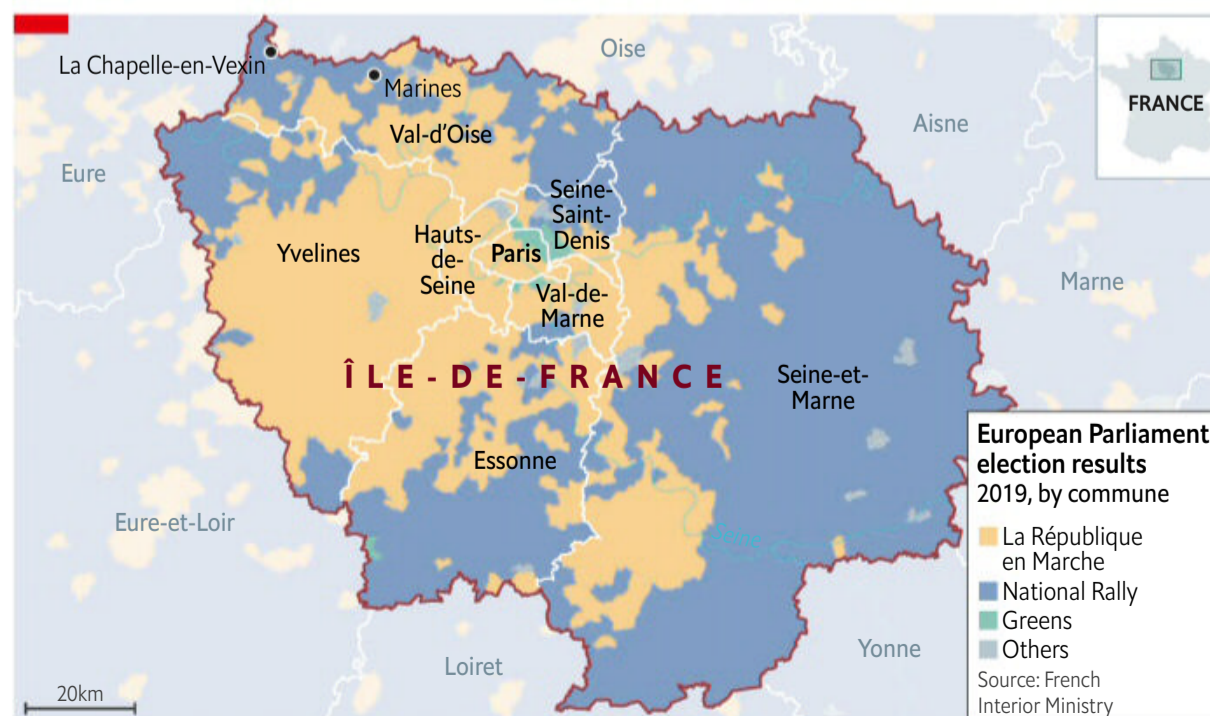 Oise
La Chapelle-en-Vexin
Marines
FRANCE
Aisne
Val-d'Oise
Eure
Seine-
Saint-
Denis
Hauts-
de-
Seine
Yvelines
Paris
Marne
Val-de-
Marne
ÎLE-DE-FRANCE
Seine-et-
Marne
Essonne
Eure-et-Loir
Seine
Loiret
Yonne
20km
European Parliament
election results
2019, by commune
La République
en Marche
National Rally
Greens
Others
Source: French
Interior Ministry